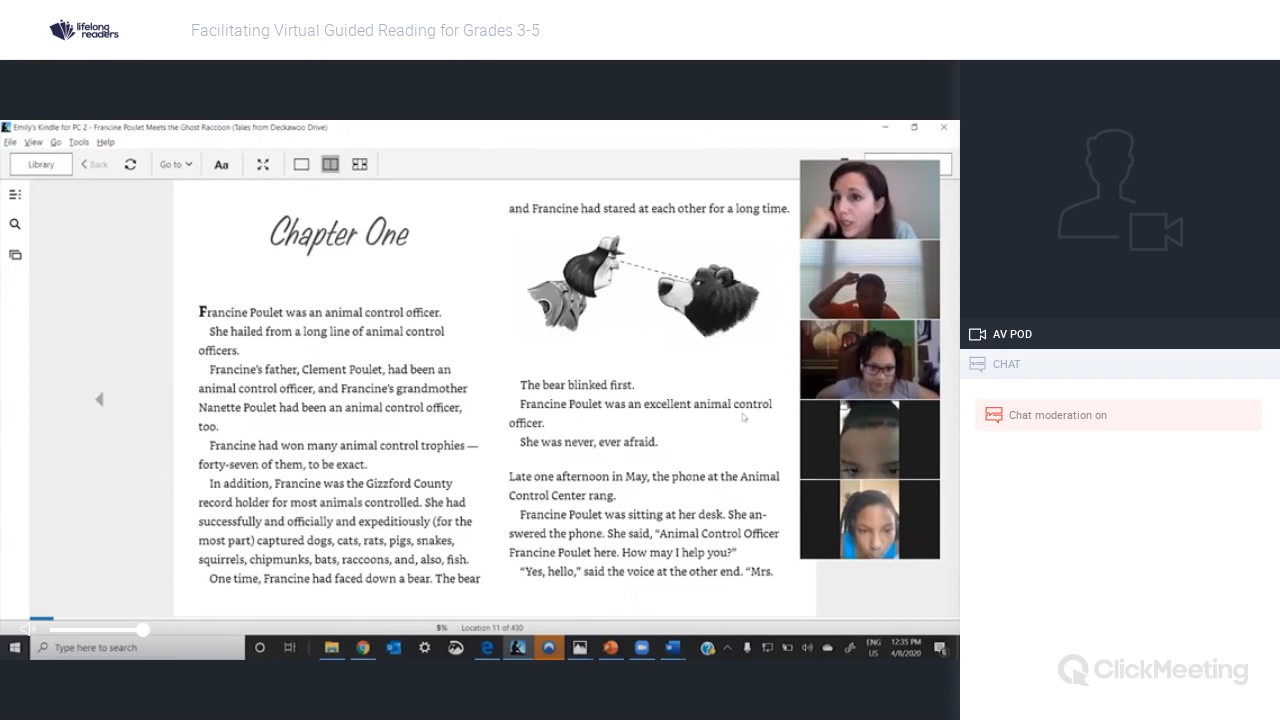 lifelong
readers
Facilitating Virtual Guided Reading for Grades 3-5
Emily's Kindle for PC 2 - Francine Poulet Meets the Ghost Raccoon (Tales from Deckawoo Drive)
File View Go Tools Help
Library Back Go to Aa
Chapter One
Francine Poulet was an animal control officer.
She hailed from a long line of animal control
officers.
Francine's father, Clement Poulet, had been an
animal control officer, and Francine's grandmother
Nanette Poulet had been an animal control officer,
too.
Francine had won many animal control trophies —
forty-seven of them, to be exact.
In addition, Francine was the Gizzford County
record holder for most animals controlled. She had
successfully and officially and expeditiously (for the
most part) captured dogs, cats, rats, pigs, snakes,
squirrels, chipmunks, bats, raccoons, and, also, fish.
One time, Francine had faced down a bear. The bear
and Francine had stared at each other for a long time.
The bear blinked first.
Francine Poulet was an excellent animal control
officer.
She was never, ever afraid.
Late one afternoon in May, the phone at the Animal
Control Center rang.
Francine Poulet was sitting at her desk. She an-
swered the phone. She said, “Animal Control Officer
Francine Poulet here. How may I help you?”
“Yes, hello,” said the voice at the other end. “Mrs.
5% Location 11 of 430
Type here to search
ENG
US
12:35 PM
4/8/2020
AV POD
CHAT
Chat moderation on
ClickMeeting